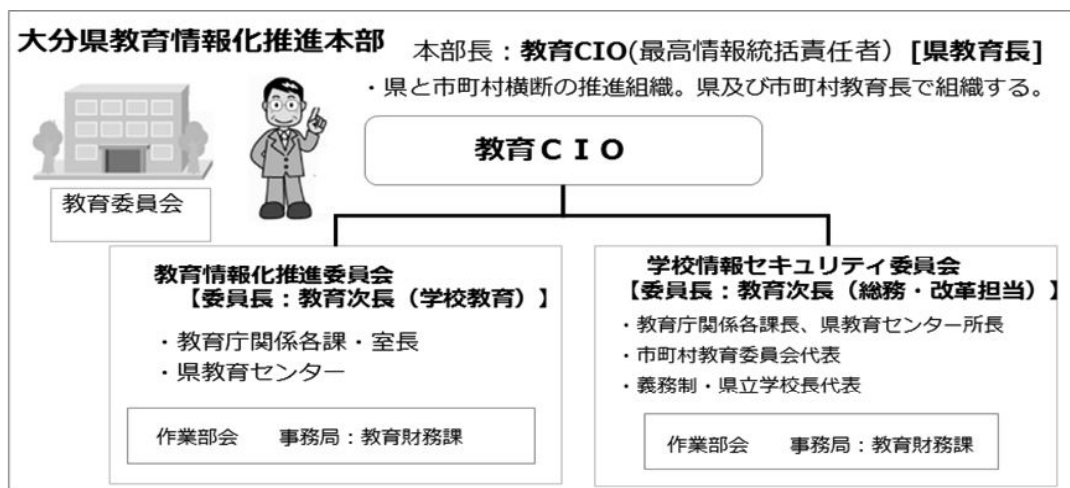 大分県教育情報化推進本部
本部長：教育CIO(最高情報統括責任者）[県教育長]
・県と市町村横断の推進組織。県及び市町村教育長で組織する。
教育ＣＩＯ
教育委員会
教育情報化推進委員会
【委員長：教育次長（学校教育）】
・教育庁関係各課・室長
・県教育センター
作業部会　事務局：教育財務課
学校情報セキュリティ委員会
【委員長：教育次長（総務・改革担当）】
・教育庁関係各課長、県教育センター所長
・市町村教育委員会代表
・義務制・県立学校長代表
作業部会　事務局：教育財務課